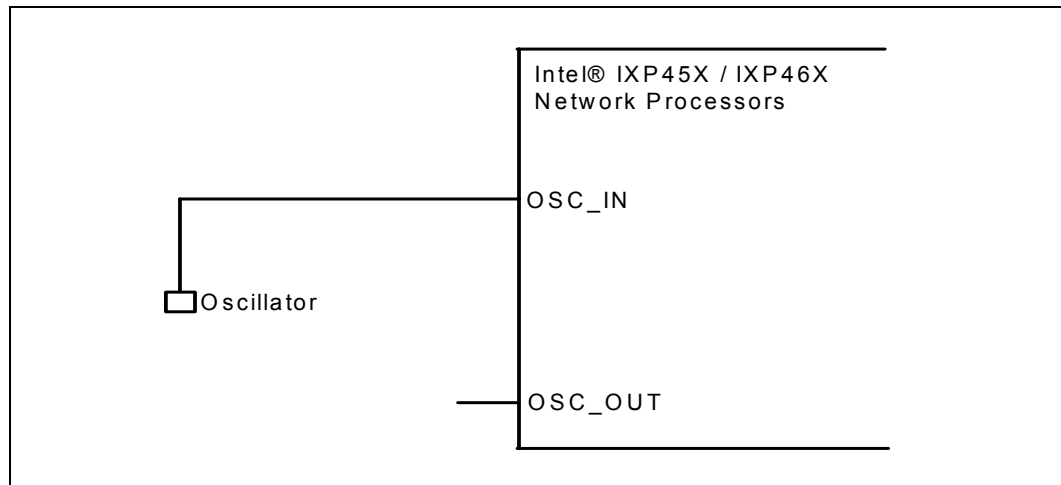 Intel® IXP45X / IXP46X
Network Processors
OSC_IN
Oscillator
OSC_OUT